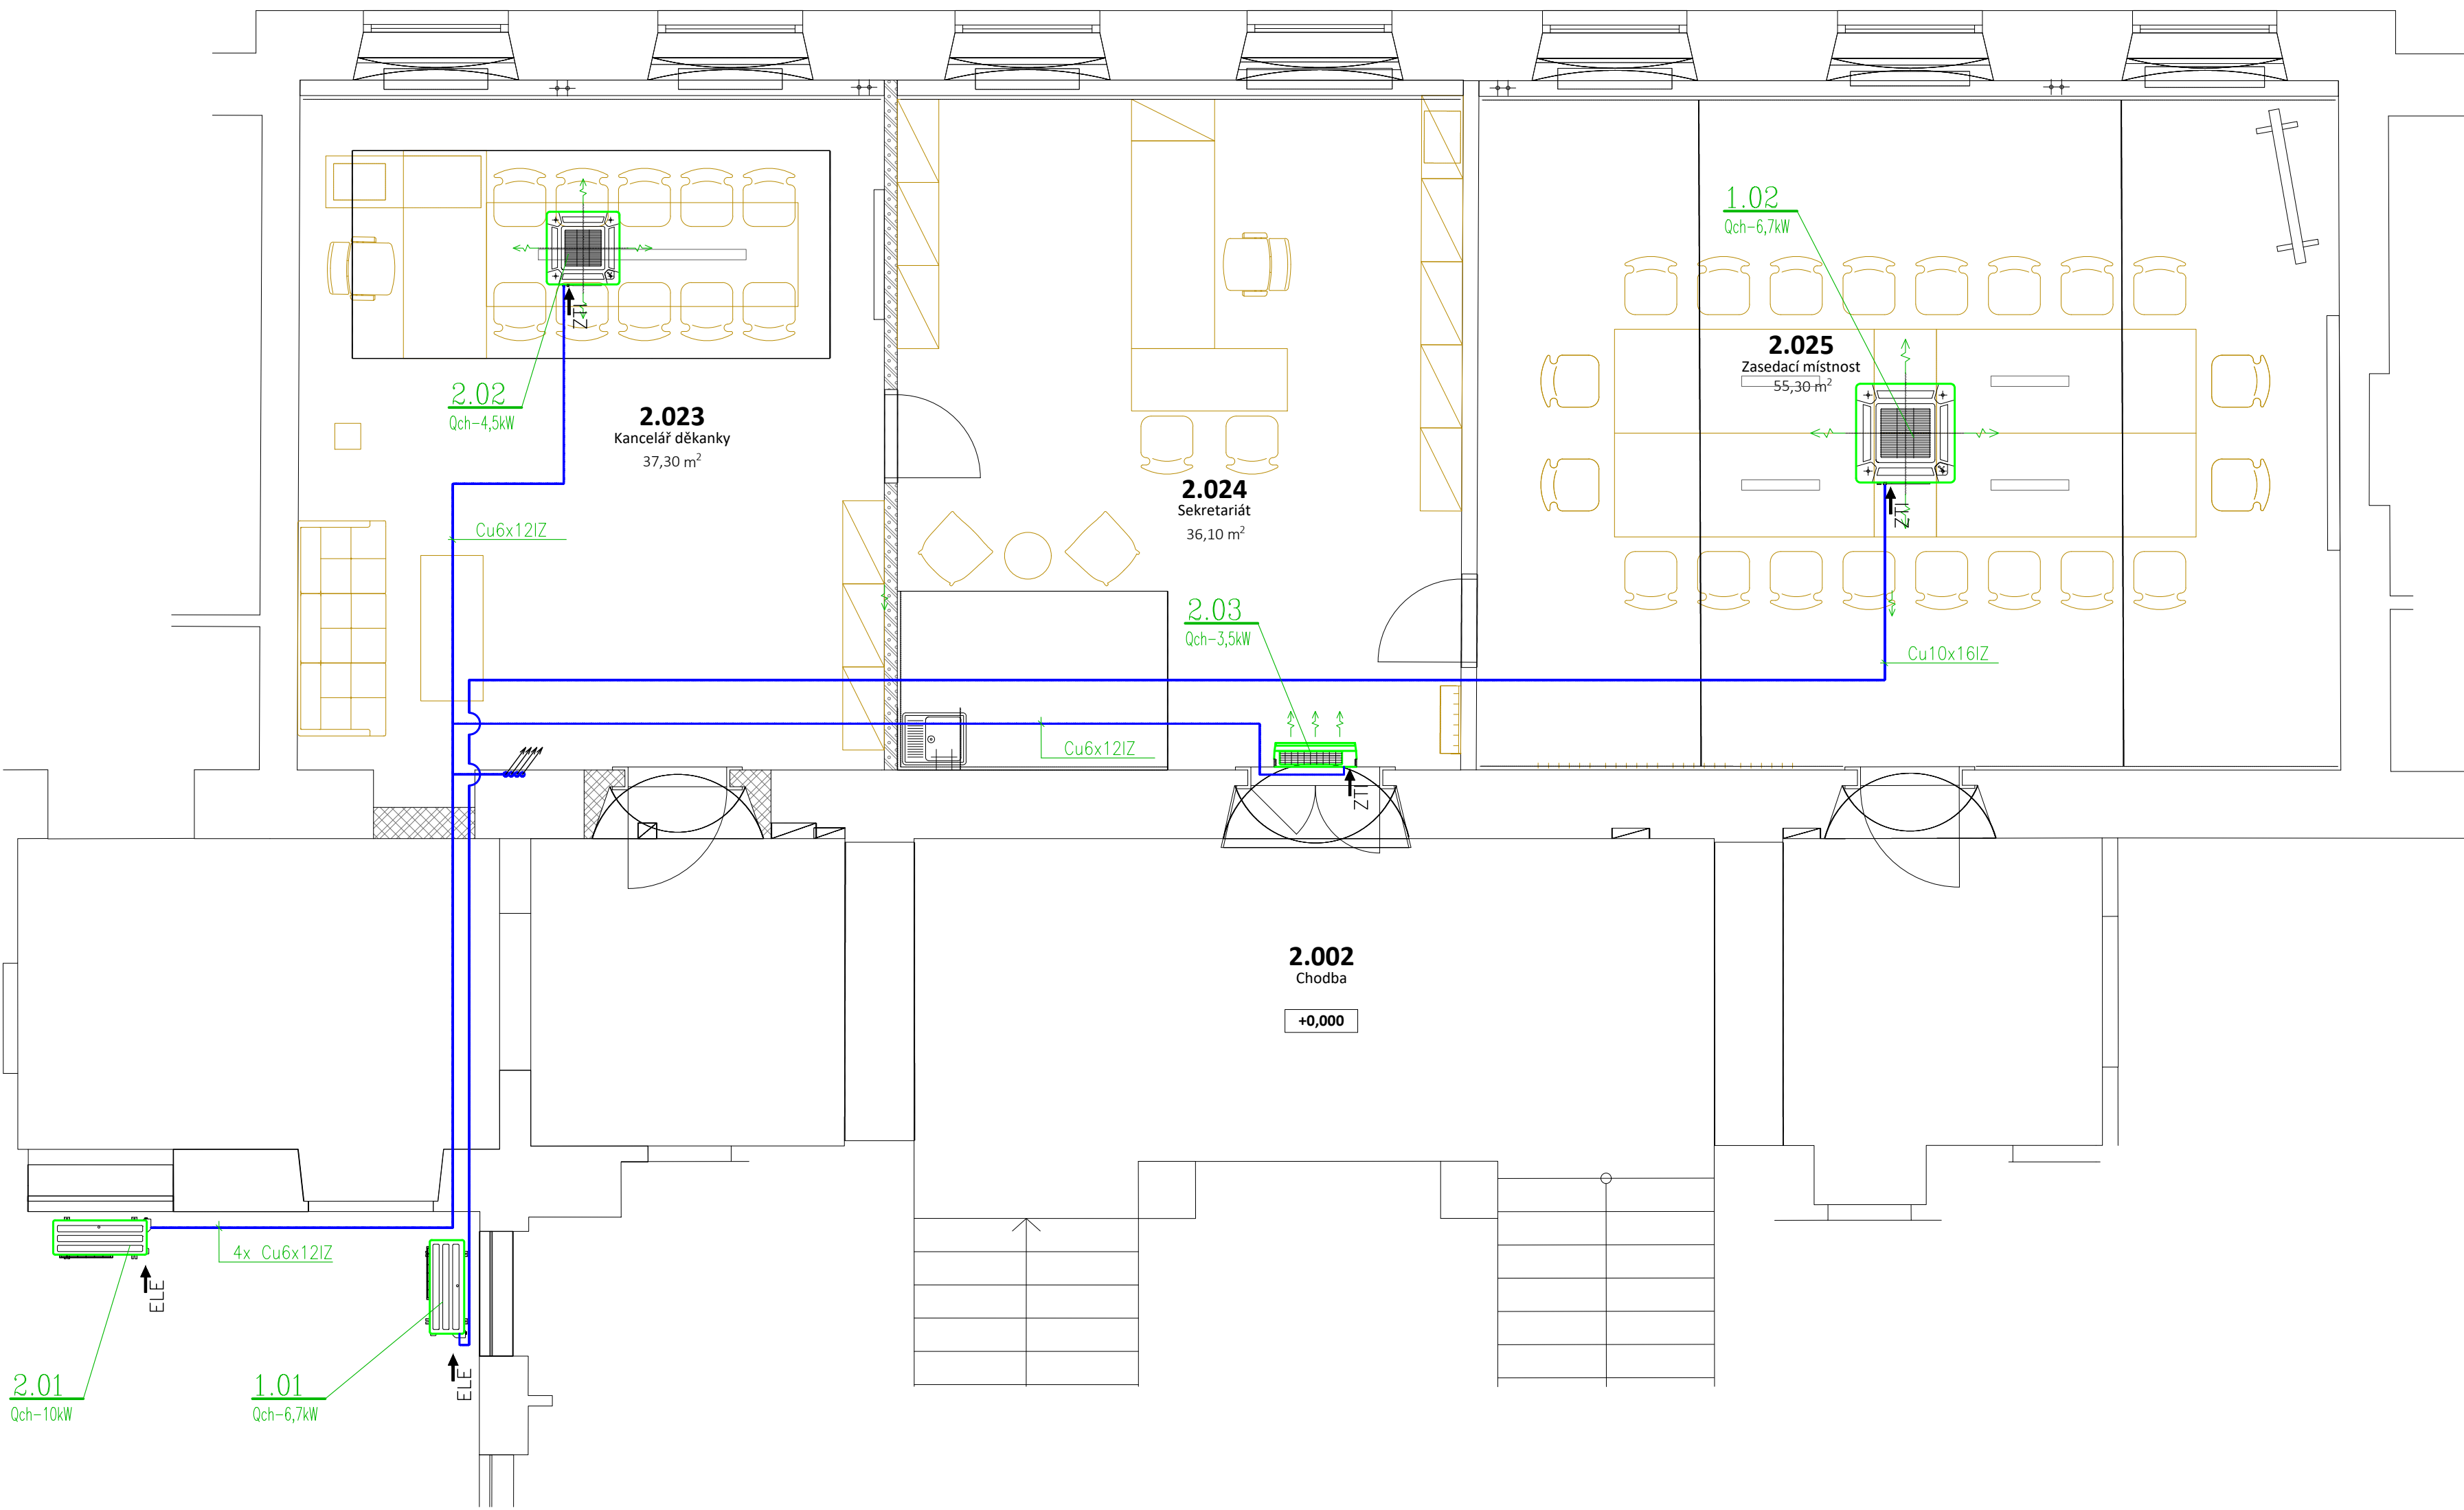 1.02
Qch-6,7kW
ZTI
2.02
Qch-4,5kW
2.023
Kancelář děkanky
37,30 m²
2.025
Zasedací místnost
55,30 m²
2.024
Sekretariát
36,10 m²
ZTI
Cu6x12IZ
2.03
Qch-3,5kW
Cu10x16IZ
Cu6x12IZ
ZTI
2.002
Chodba
+0,000
4x Cu6x12IZ
ELE
ELE
2.01
Qch-10kW
1.01
Qch-6,7kW